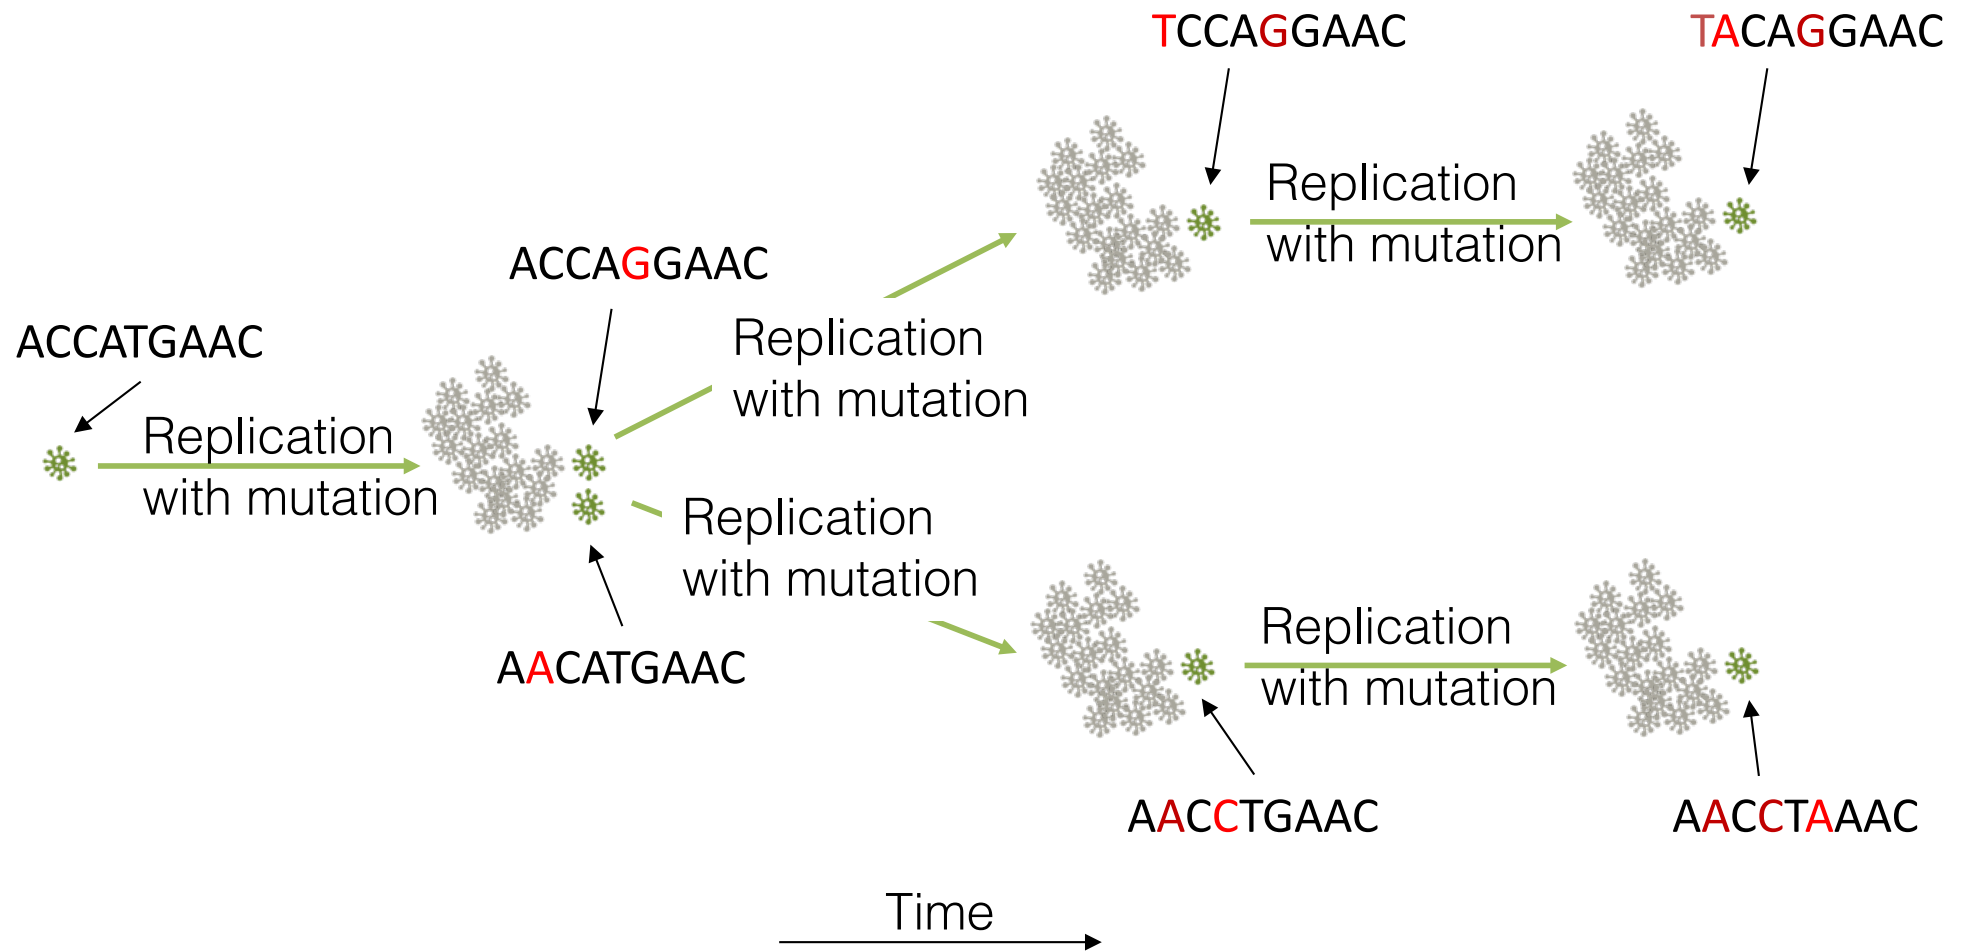 TCCAGGAAC
TACAGGAAC
Replication
with mutation
ACCAGGAAC
ACCATGAAC
Replication
with mutation
Replication
with mutation
Replication
with mutation
Replication
with mutation
AACATGAAC
AACCTGAAC
AACCTAAAC
Time